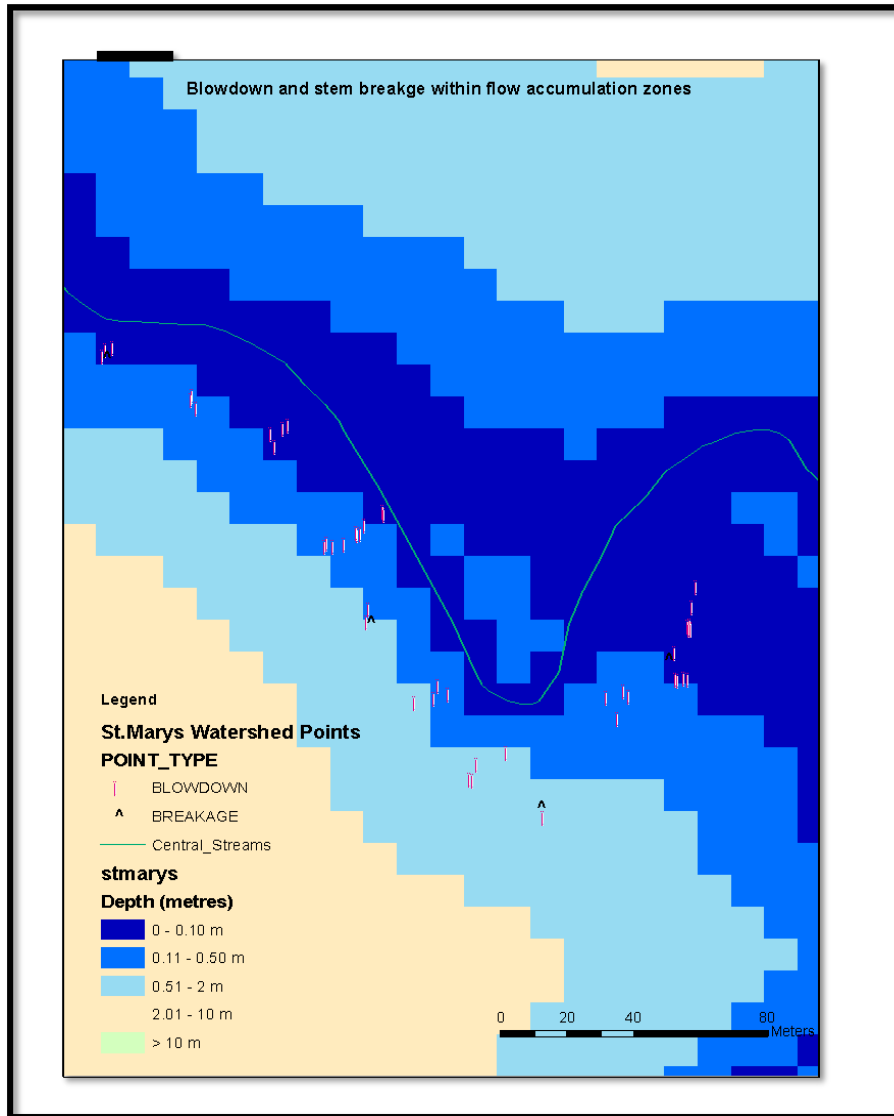 Blowdown and stem breakge within flow accumulation zones
Legend
St.Marys Watershed Points
POINT_TYPE
BLOWDOWN
BREAKAGE
Central_Streams
stmarys
Depth (metres)
0 - 0.10 m
0.11 - 0.50 m
0.51 - 2 m
2.01 - 10 m
> 10 m
0 20 40 80
Meters